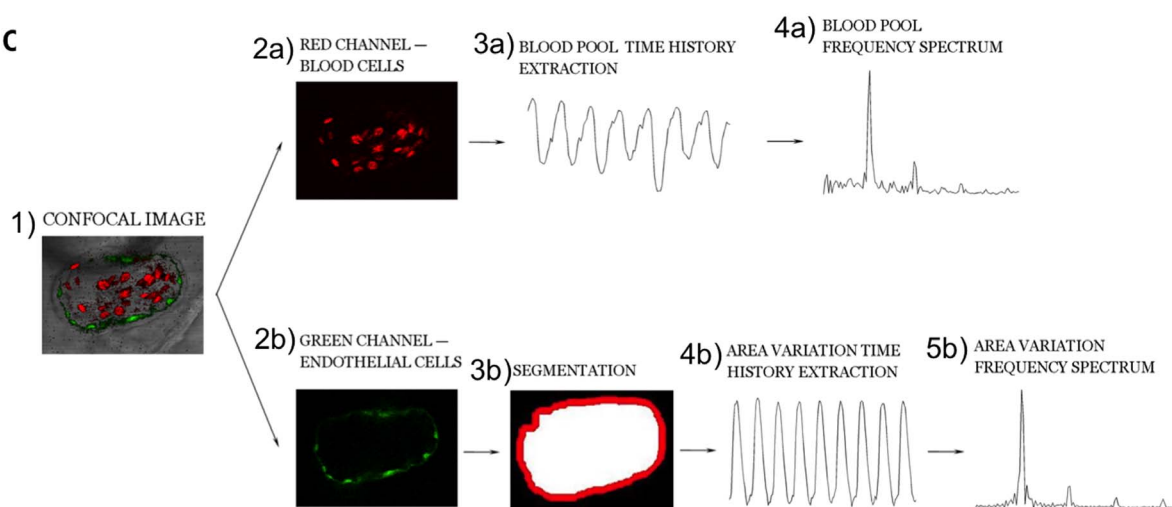 C
1) CONFOCAL IMAGE
2a) RED CHANNEL –
BLOOD CELLS
3a) BLOOD POOL TIME HISTORY
EXTRACTION
4a) BLOOD POOL
FREQUENCY SPECTRUM
2b) GREEN CHANNEL –
ENDOTHELIAL CELLS
3b) SEGMENTATION
4b) AREA VARIATION TIME
HISTORY EXTRACTION
5b) AREA VARIATION
FREQUENCY SPECTRUM